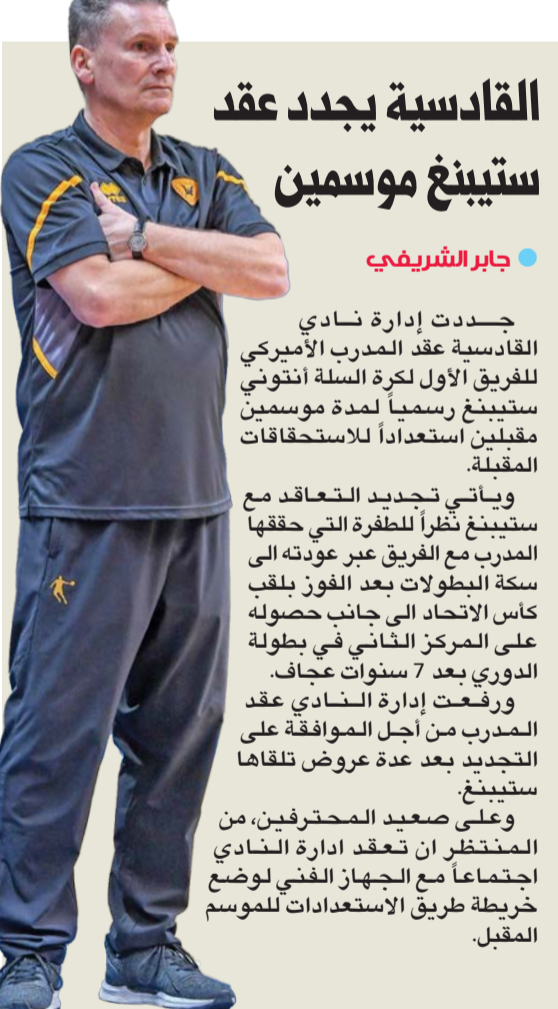 القادسية يجدد عقد
ستيبنغ موسمين
جابر الشريفي
جددت إدارة نادي
القادسية عقد المدرب الأميركي
للفريق الأول لكرة السلة أنتوني
ستيبنغ رسمياً لمدة موسمين
مقبلين استعداداً للاستحقاقات
المقبلة.
ويأتي تجديد التعاقد مع
ستيبنغ نظراً للطفرة التي حققها
المدرب مع الفريق عبر عودته الى
سكة البطولات بعد الفوز بلقب
كأس الاتحاد الى جانب حصوله
على المركز الثاني في بطولة
الدوري بعد 7 سنوات عجاف.
ورفعت إدارة النادي عقد
المدرب من أجل الموافقة على
التجديد بعد عدة عروض تلقاها
ستيبنغ.
وعلى صعيد المحترفين، من
المنتظر ان تعقد ادارة النادي
اجتماعاً مع الجهاز الفني لوضع
خريطة طريق الاستعدادات للموسم
المقبل.